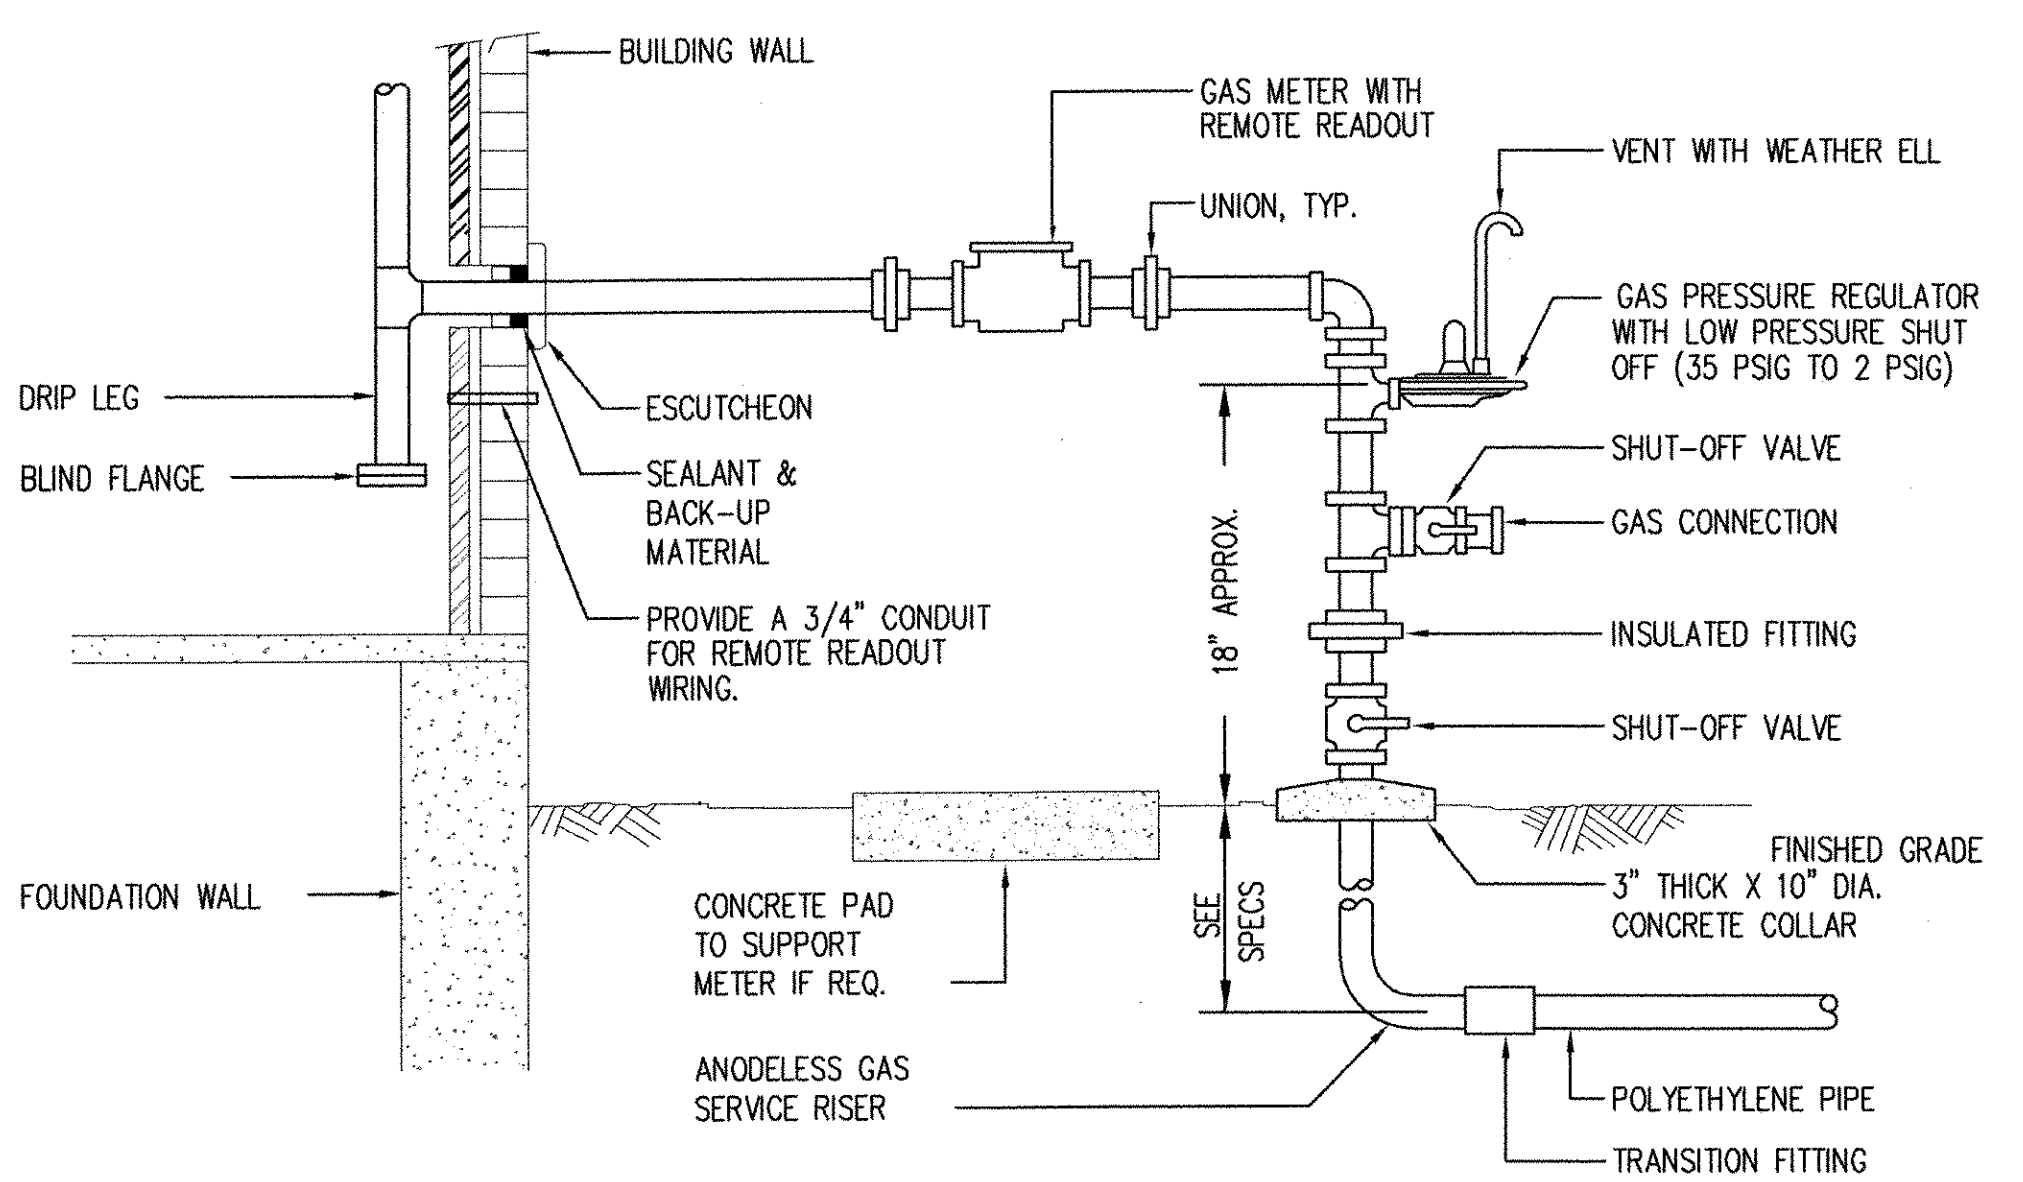 BUILDING WALL
GAS METER WITH
REMOTE READOUT
VENT WITH WEATHER ELL
UNION, TYP.
GAS PRESSURE REGULATOR
WITH LOW PRESSURE SHUT
OFF (35 PSIG TO 2 PSIG)
DRIP LEG
ESCUTCHEON
BLIND FLANGE
SEALANT &
BACK-UP
MATERIAL
SHUT-OFF VALVE
GAS CONNECTION
18" APPROX.
PROVIDE A 3/4" CONDUIT
FOR REMOTE READOUT
WIRING.
INSULATED FITTING
SHUT-OFF VALVE
FINISHED GRADE
3" THICK X 10" DIA.
CONCRETE COLLAR
FOUNDATION WALL
CONCRETE PAD
TO SUPPORT
METER IF REQ.
SEE
SPECS
ANODELESS GAS
SERVICE RISER
POLYETHYLENE PIPE
TRANSITION FITTING